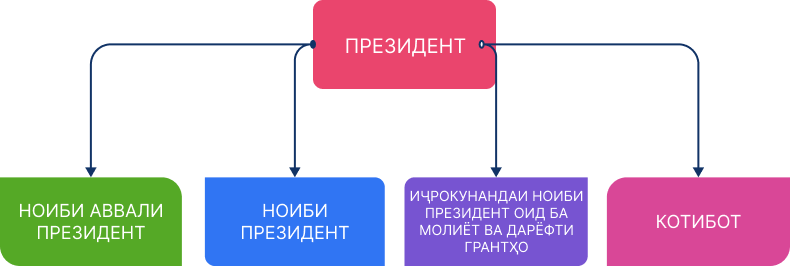 ПРЕЗИДЕНТ
НОИБИ АВВАЛИ
ПРЕЗИДЕНТ
НОИБИ
ПРЕЗИДЕНТ
ИҶРОКУНАНДАИ НОИБИ
ПРЕЗИДЕНТ ОИД БА
МОЛИЁТ ВА ДАРЁФТИ
ГРАНТҲО
КОТИБОТ